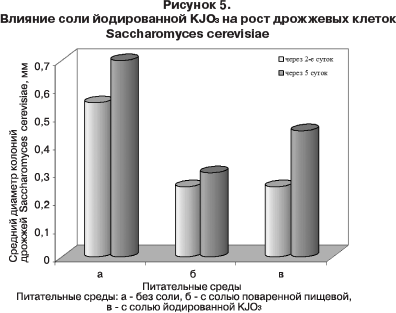 Рисунок 5.
Влияние соли йодированной KJO₃ на рост дрожжевых клеток
Saccharomyces cerevisiae
Средний диаметр колоний
дрожжей Saccharomyces cerevisiae, мм
0,7
0,6
0,5
0,4
0,3
0,2
0,1
0
через 2-е суток
через 5 суток
а
б
в
Питательные среды
Питательные среды: а - без соли, б - с солью поваренной пищевой,
в - с солью йодированной KJO₃